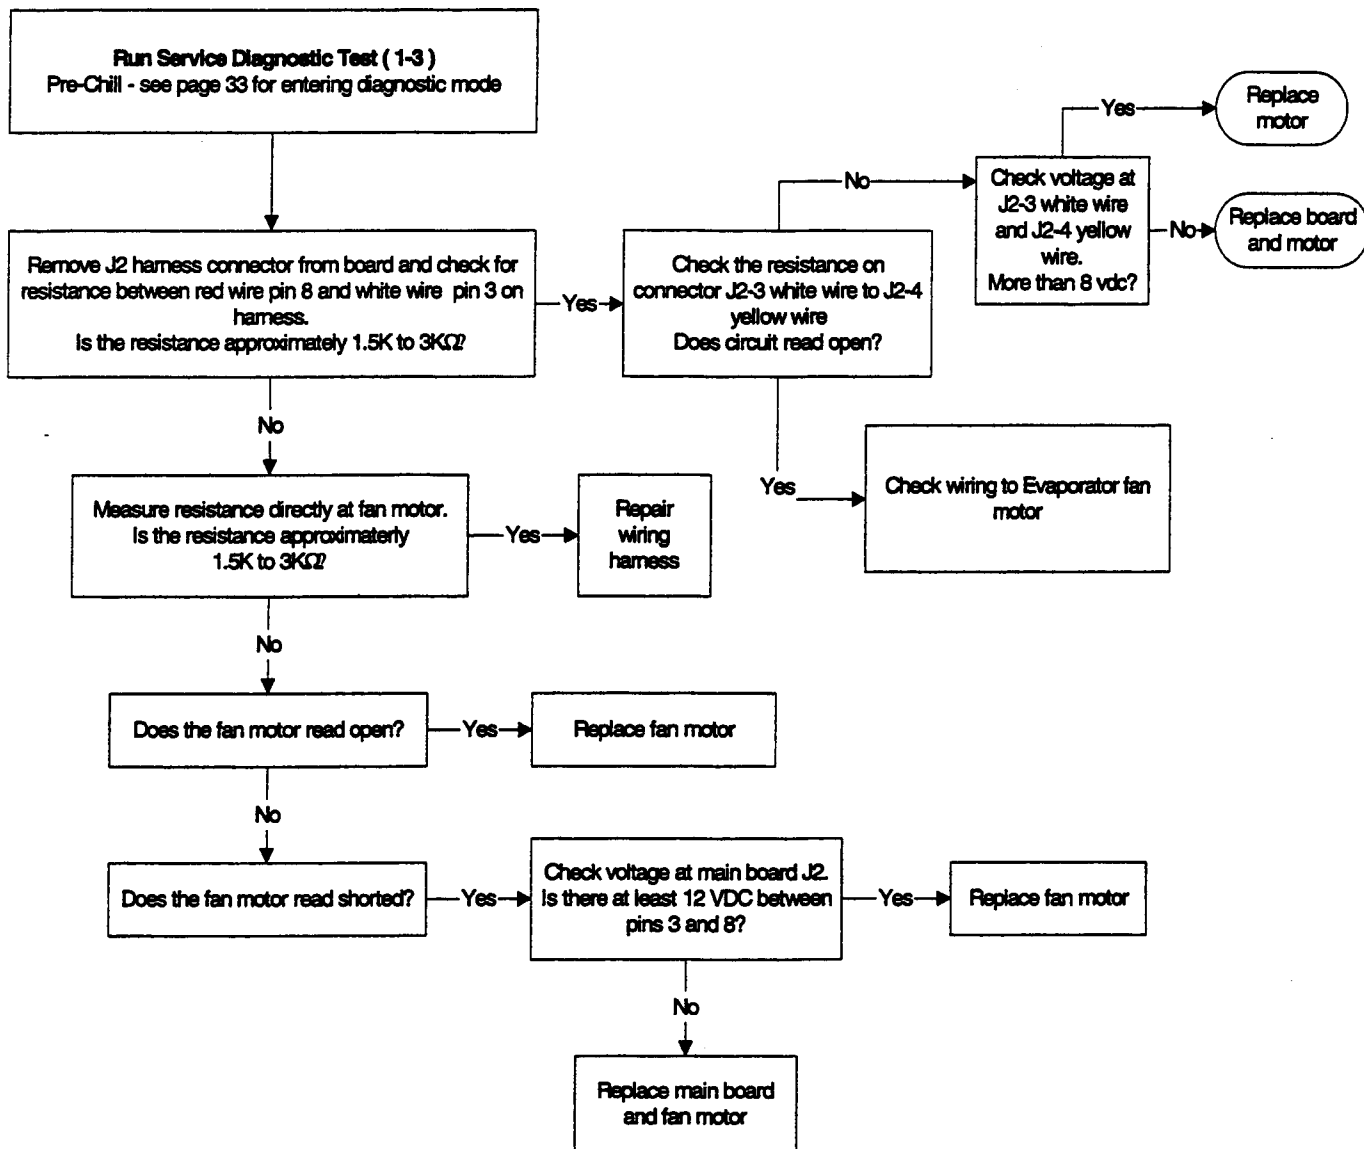 Run Service Diagnostic Test ( 1-3 )
Pre-Chill - see page 33 for entering diagnostic mode
Yes
Replace
motor
No
Check voltage at
J2-3 white wire
and J2-4 yellow
wire.
More than 8 vdc?
No
Replace board
and motor
Remove J2 harness connector from board and check for
resistance between red wire pin 8 and white wire pin 3 on
harness.
Is the resistance approximately 1.5K to 3KΩ?
Yes
Check the resistance on
connector J2-3 white wire to J2-4
yellow wire
Does circuit read open?
No
Yes
Check wiring to Evaporator fan
motor
Measure resistance directly at fan motor.
Is the resistance approximaterly
1.5K to 3KΩ?
Yes
Repair
wiring
harness
No
Does the fan motor read open?
Yes
Replace fan motor
No
Does the fan motor read shorted?
Yes
Check voltage at main board J2.
Is there at least 12 VDC between
pins 3 and 8?
Yes
Replace fan motor
No
Replace main board
and fan motor